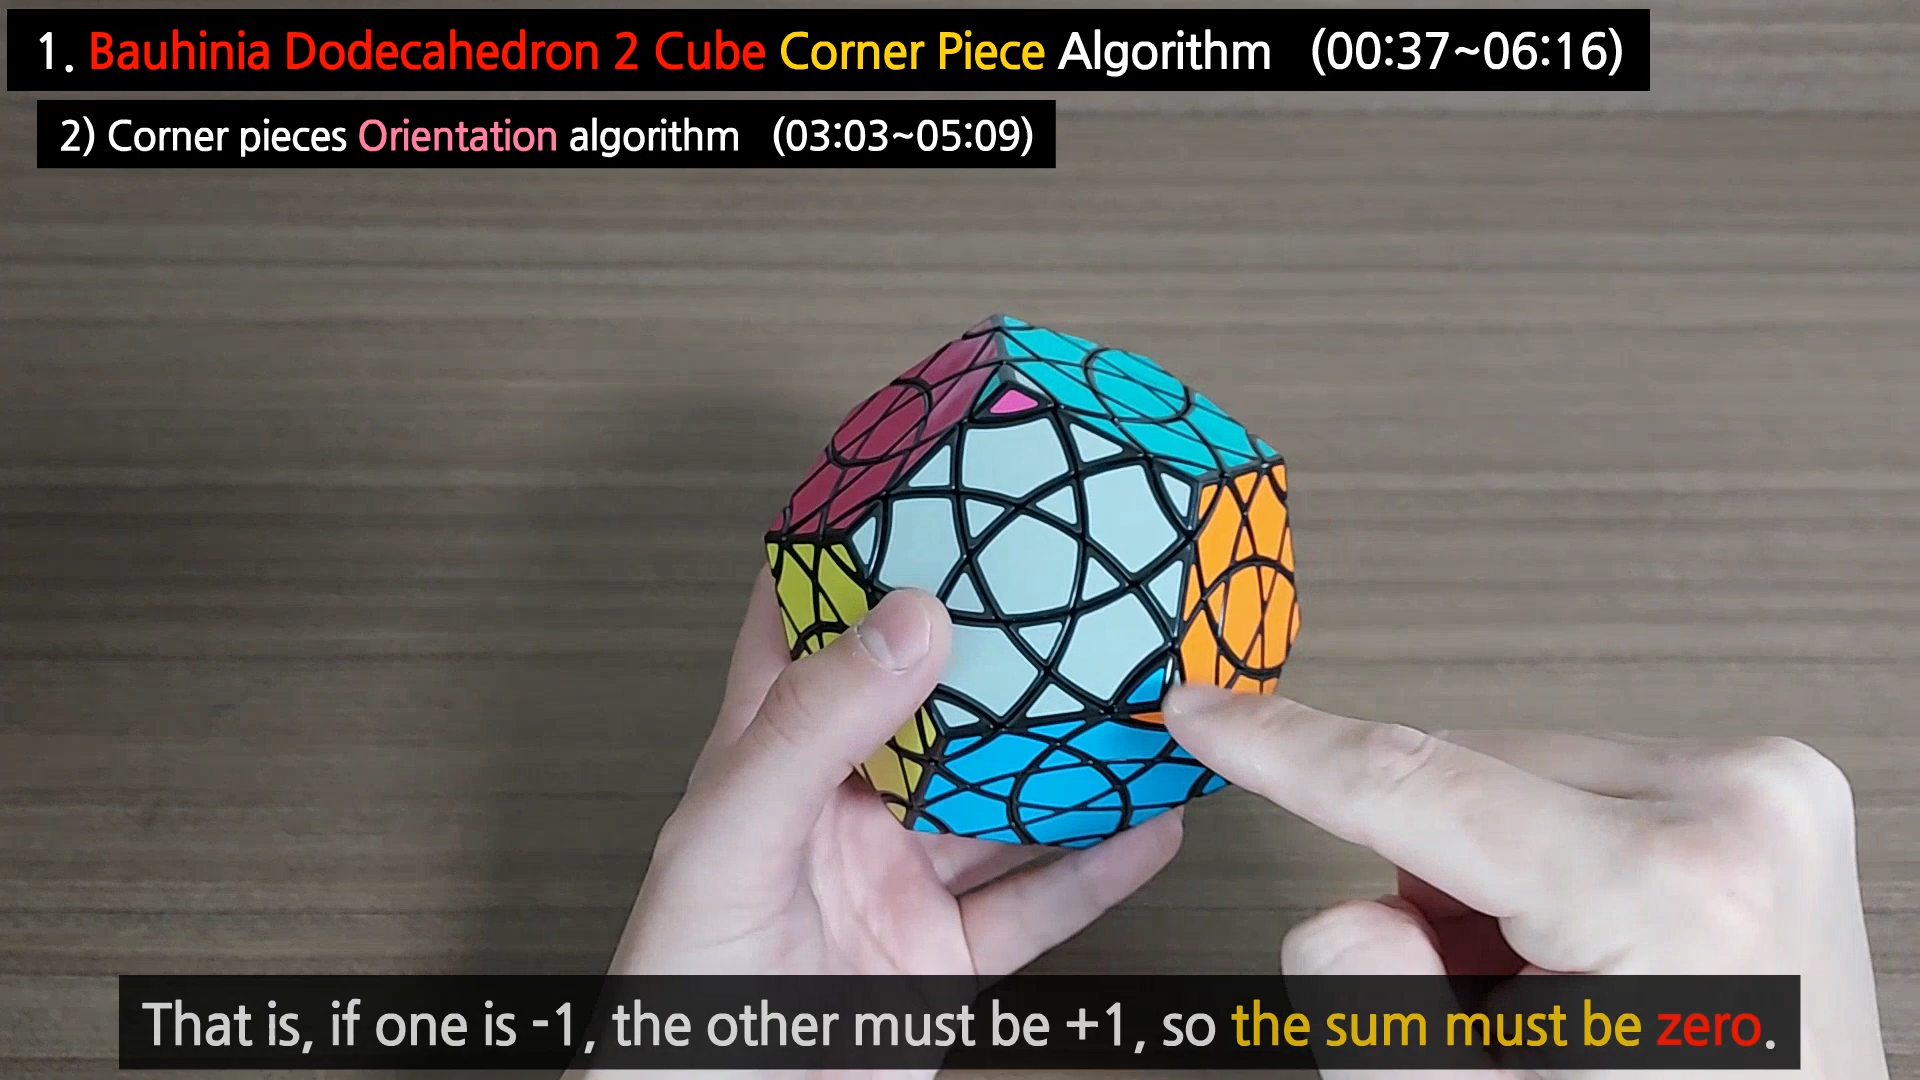 1. Bauhinia Dodecahedron 2 Cube Corner Piece Algorithm (00:37~06:16)
2) Corner pieces Orientation algorithm (03:03~05:09)
That is, if one is -1, the other must be +1, so the sum must be zero.